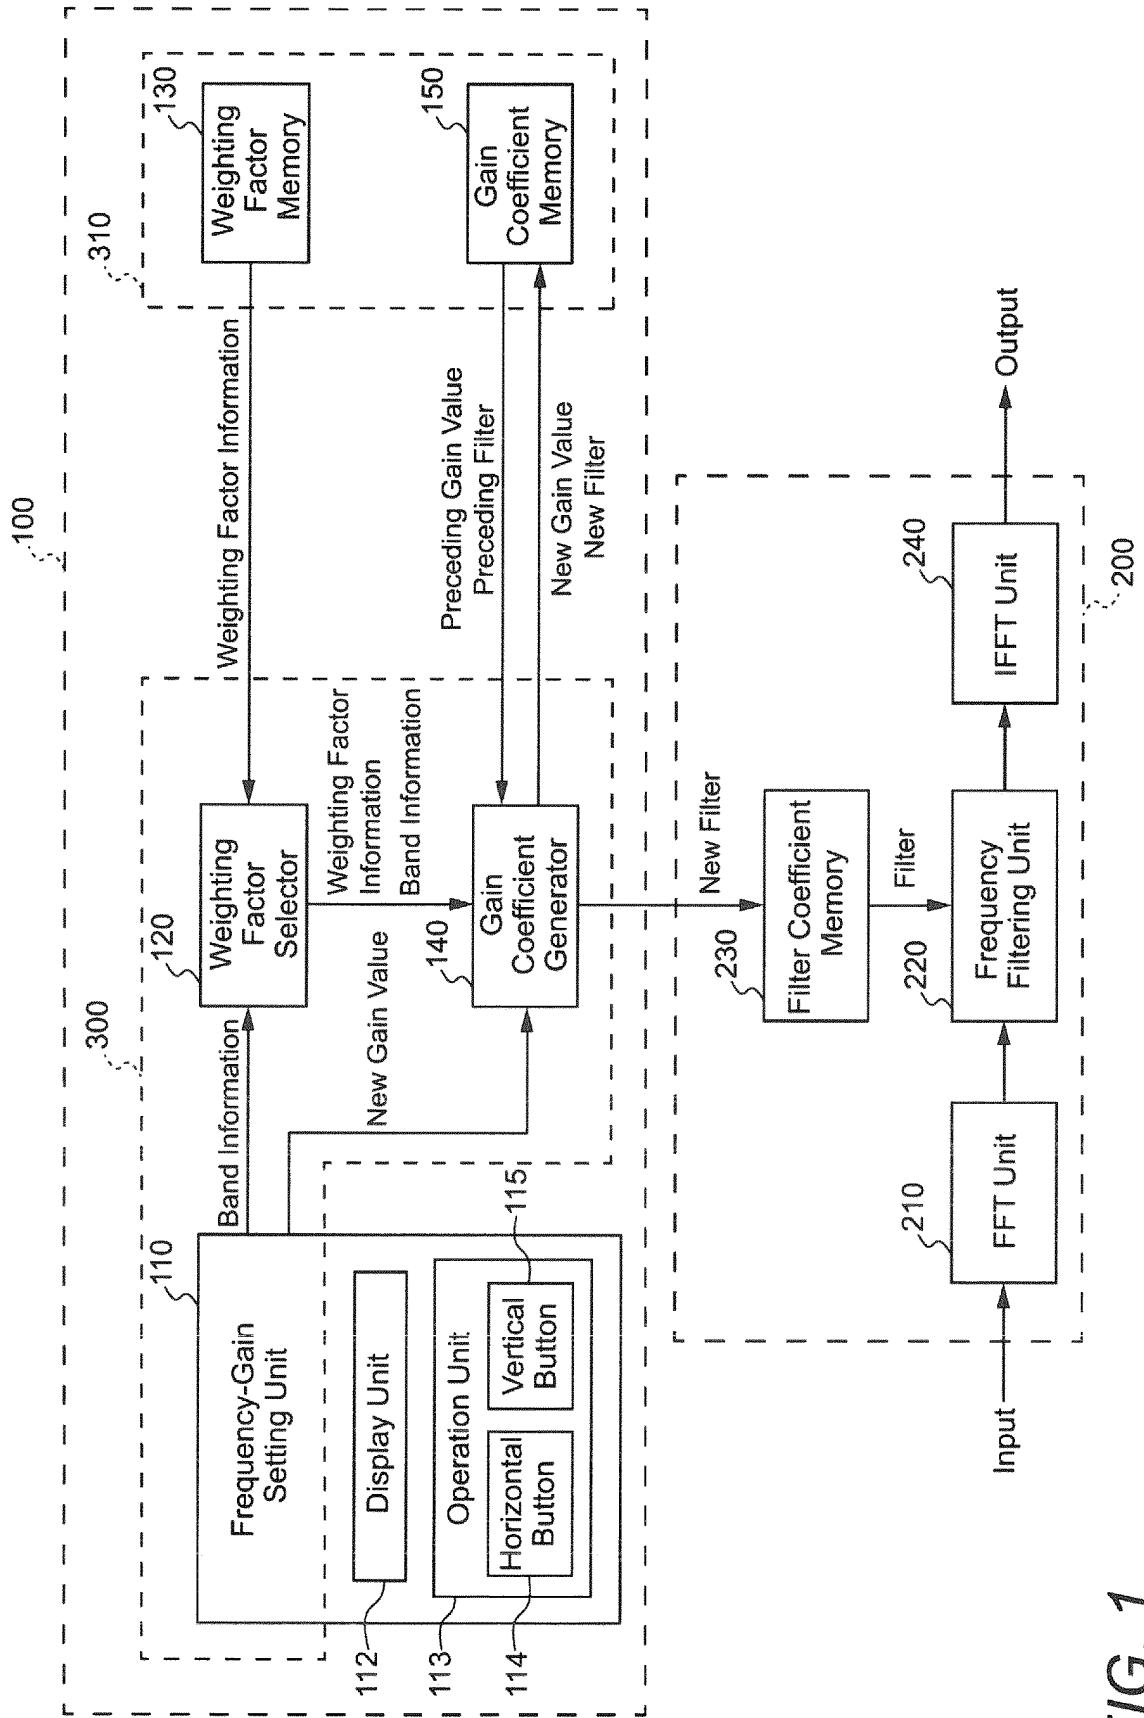 100
300
310
110
Frequency-Gain
Setting Unit
112
Display Unit
113
Operation Unit
114
Horizontal
Button
115
Vertical
Button
Band Information
New Gain Value
120
Weighting
Factor
Selector
Weighting Factor
Information
Band Information
140
Gain
Coefficient
Generator
Weighting Factor Information
130
Weighting
Factor
Memory
Preceding Gain Value
Preceding Filter
New Gain Value
New Filter
150
Gain
Coefficient
Memory
New Filter
230
Filter Coefficient
Memory
Filter
Input
210
FFT Unit
220
Frequency
Filtering Unit
240
IFFT Unit
Output
200
FIG. 1